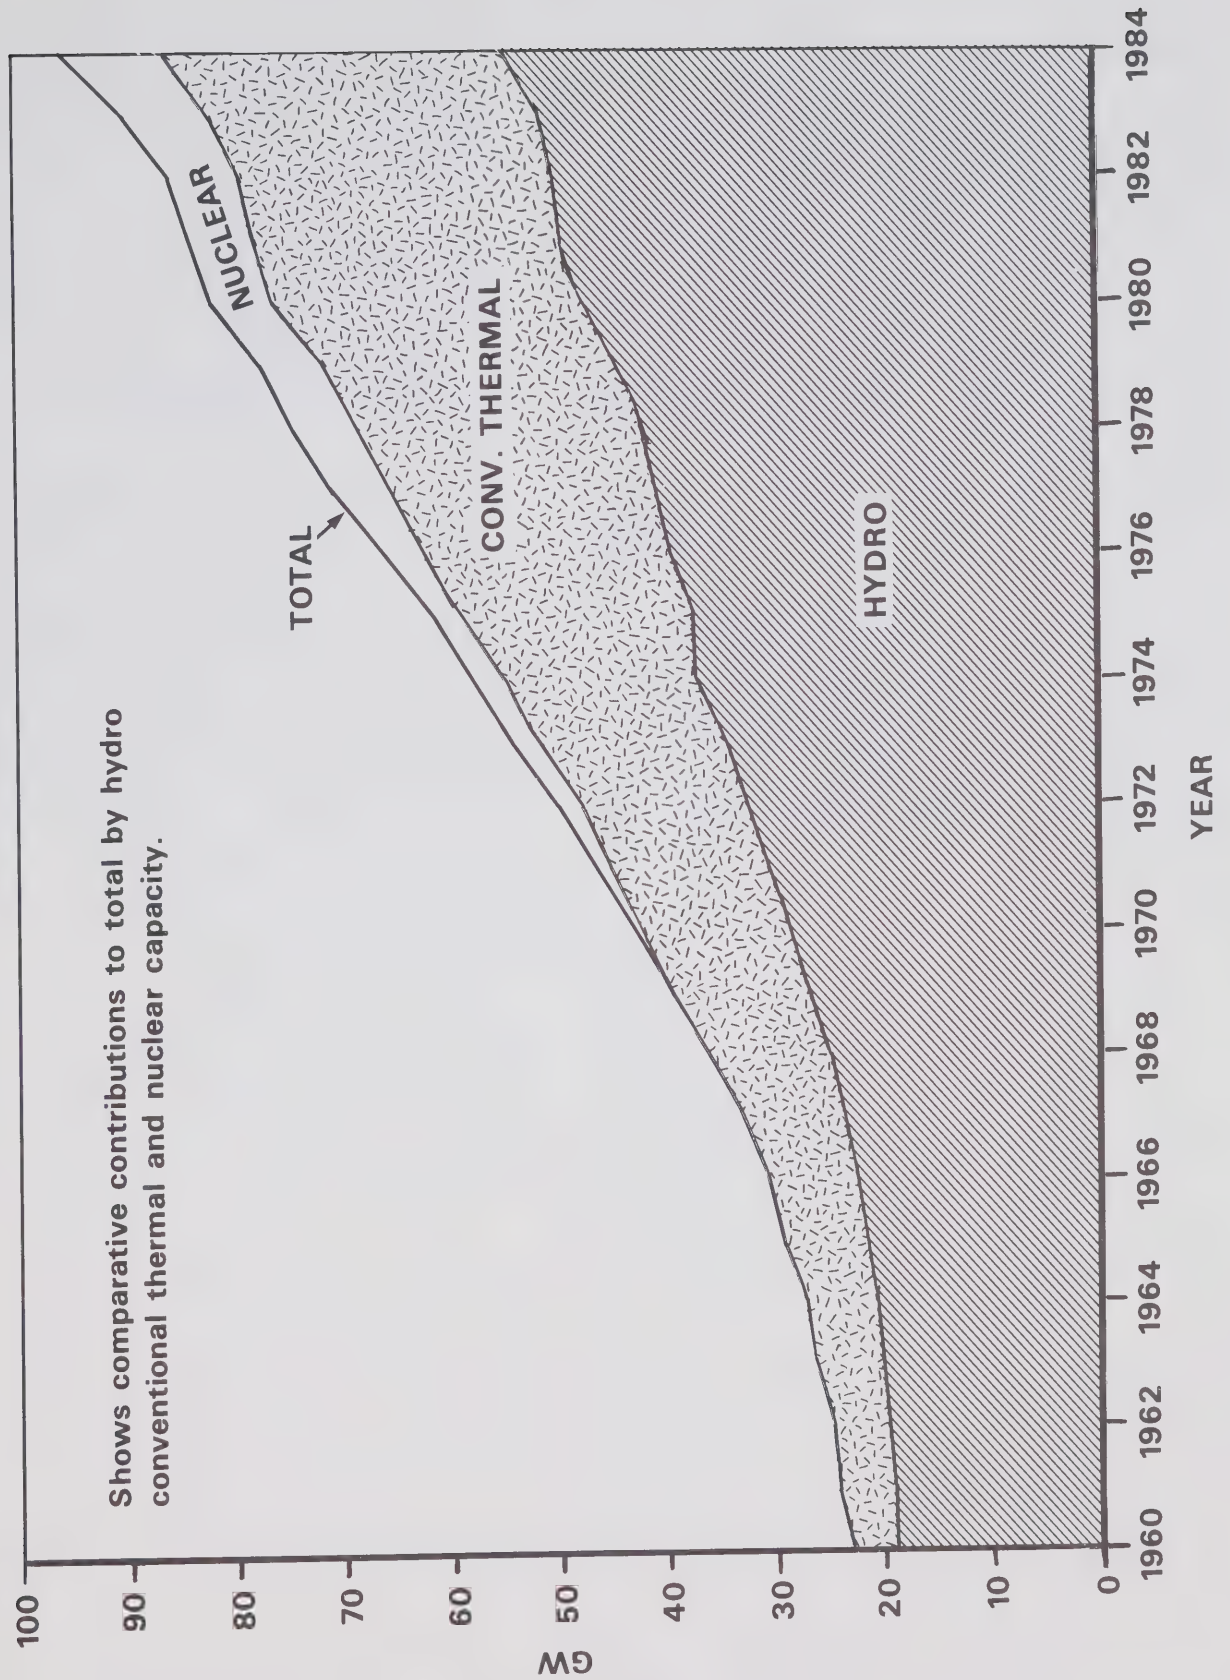 Shows comparative contributions to total by hydro
conventional thermal and nuclear capacity.
100
90
80
70
60
50
40
30
20
10
0
GW
TOTAL
NUCLEAR
CONV. THERMAL
HYDRO
1960 1962 1964 1966 1968 1970 1972 1974 1976 1978 1980 1982 1984
YEAR